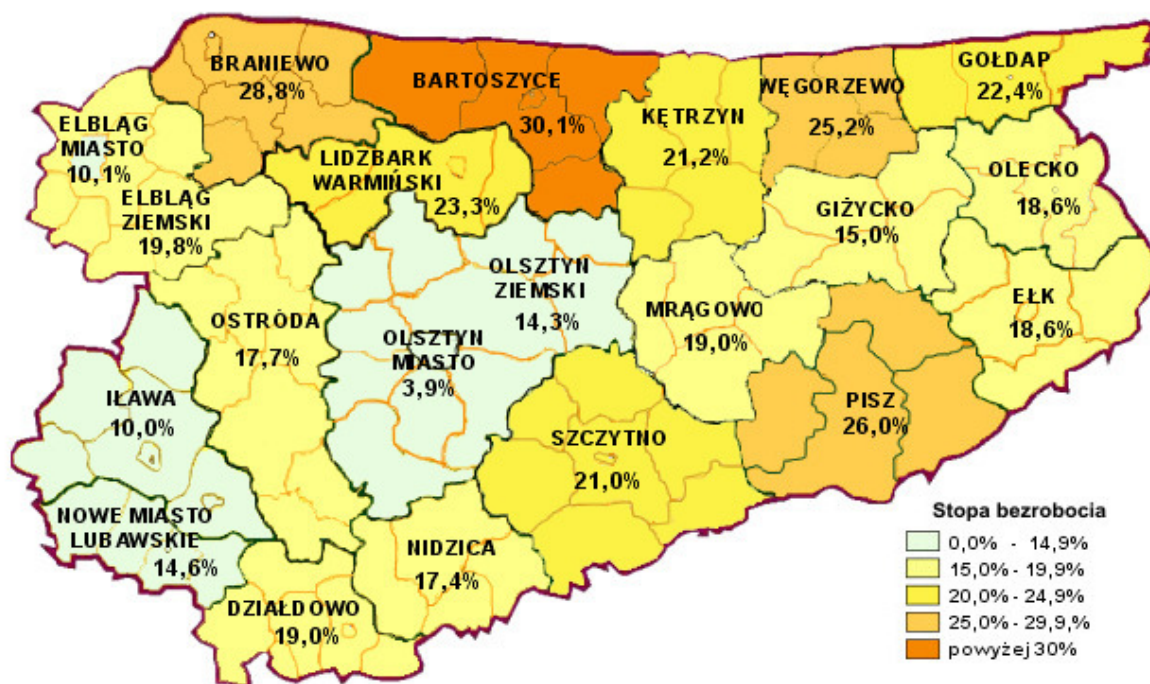 BRANIEWO
28,8%
BARTOSZYCE
30,1%
GOŁDAP
22,4%
WĘGORZEWO
25,2%
KĘTRZYN
21,2%
ELBLĄG
MIASTO
10,1%
LIDZBARK
WARMIŃSKI
23,3%
OLECKO
18,6%
ELBLĄG
ZIEMSKI
19,8%
GIŻYCKO
15,0%
OLSZTYN
ZIEMSKI
14,3%
EŁK
18,6%
OSTRÓDA
17,7%
MRĄGOWO
19,0%
OLSZTYN
MIASTO
3,9%
IŁAWA
10,0%
PISZ
26,0%
SZCZYTNO
21,0%
NOWE MIASTO
LUBAWSKIE
14,6%
NIDZICA
17,4%
DZIAŁDOWO
19,0%
Stopa bezrobocia
0,0% - 14,9%
15,0% - 19,9%
20,0% - 24,9%
25,0% - 29,9,%
powyżej 30%